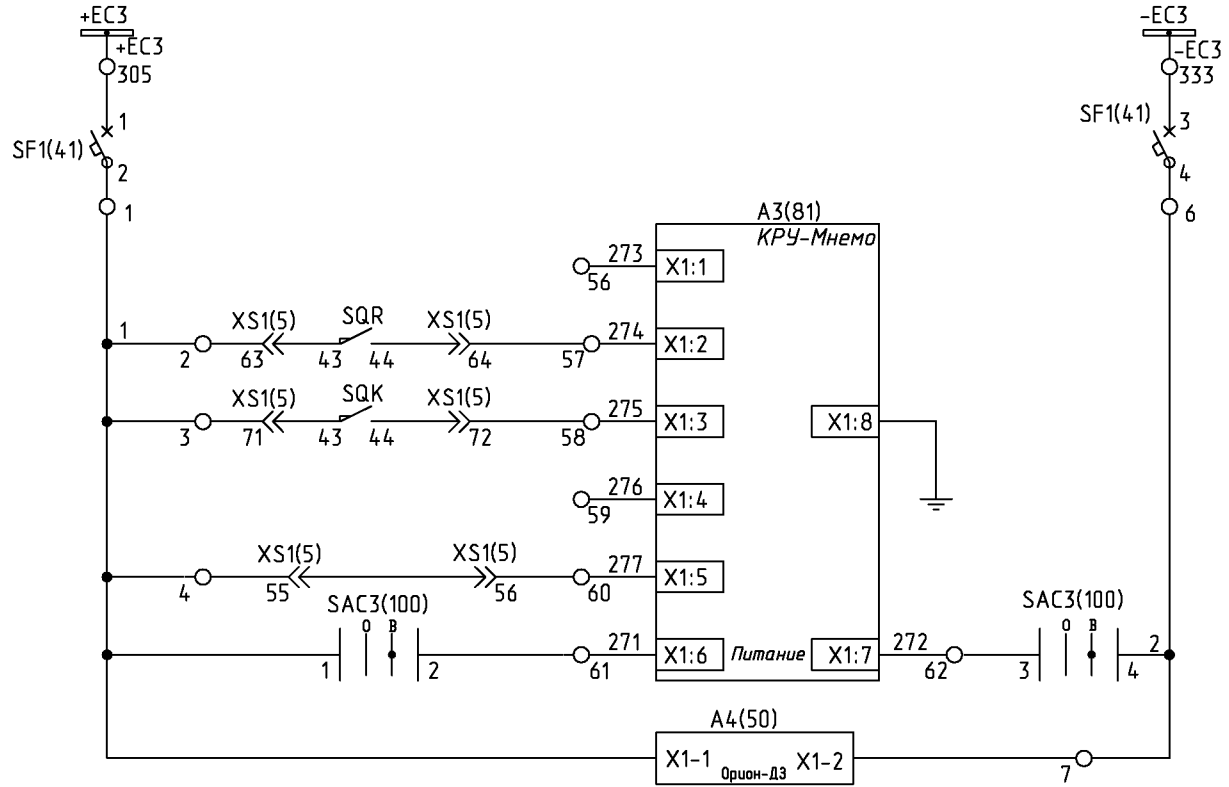 +EC3
-EC3
+EC3
-EC3
305
333
1
3
SF1(41)
SF1(41)
2
4
1
6
A3(81)
КРУ-Мнемо
273
X1:1
56
XS1(5)
SQR
XS1(5)
1
274
X1:2
2
63
43
44
64
57
XS1(5)
SQK
XS1(5)
275
X1:3
X1:8
3
71
43
44
72
58
276
X1:4
59
XS1(5)
XS1(5)
277
X1:5
4
55
56
60
SAC3(100)
SAC3(100)
О
В
О
В
271
X1:6
Питание
X1:7
272
2
1
2
61
62
3
4
A4(50)
X1-1
Орион-ДЗ
X1-2
7